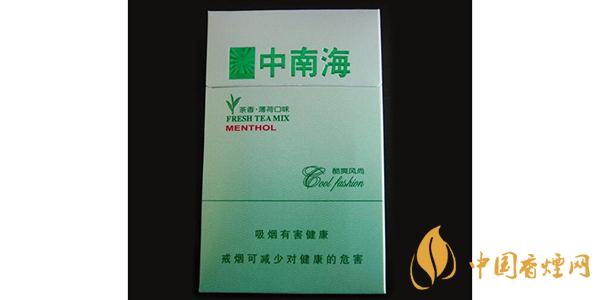 中南海
茶香·薄荷口味
FRESH TEA MIX
MENTHOL
酷爽风尚
Cool fashion
吸烟有害健康
戒烟可减少对健康的危害
中国香煙网